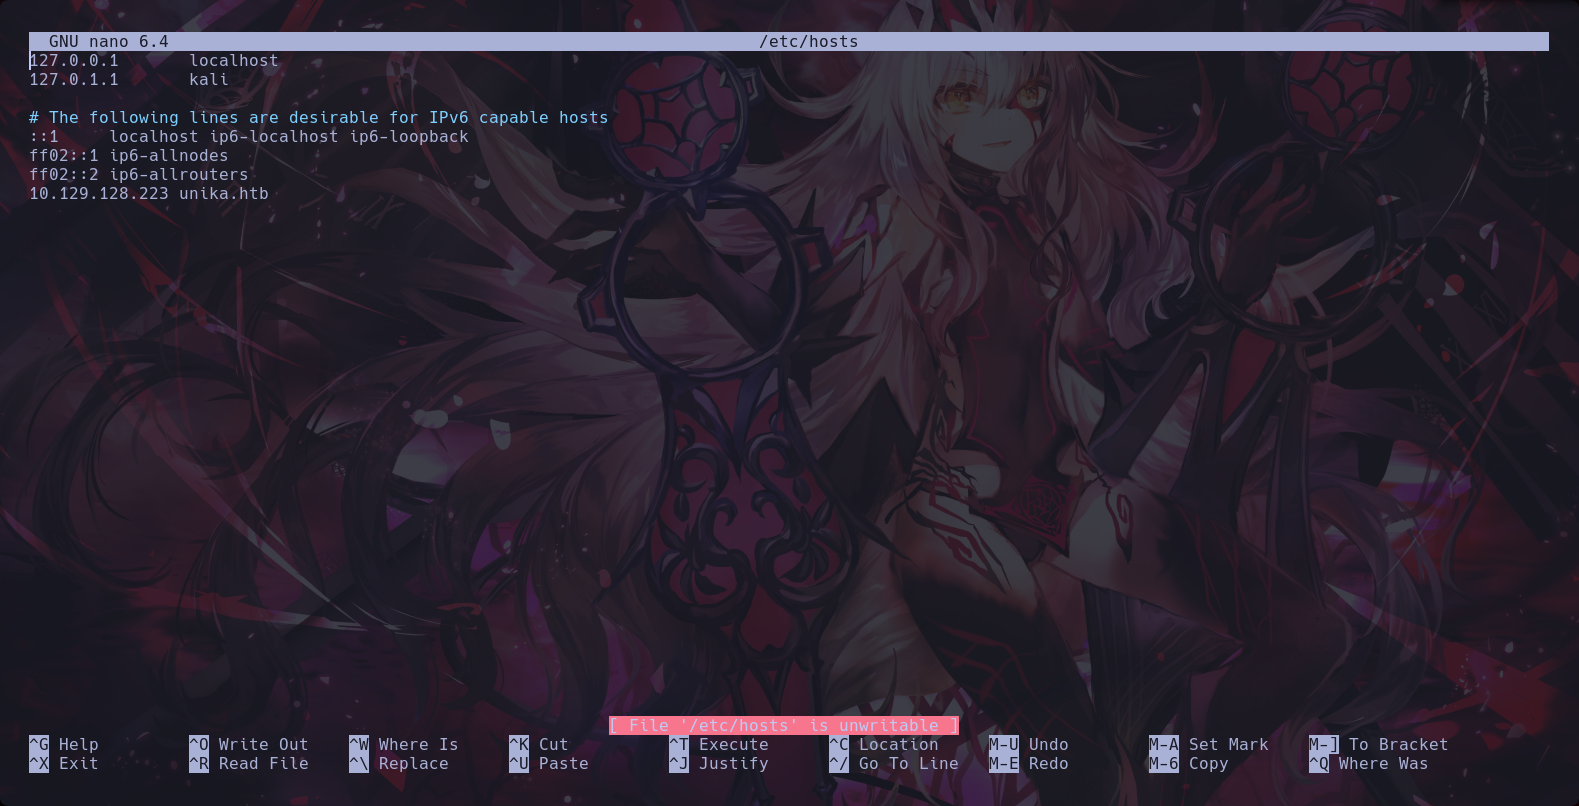 GNU nano 6.4 /etc/hosts
127.0.0.1 localhost
127.0.1.1 kali
# The following lines are desirable for IPv6 capable hosts
::1 localhost ip6-localhost ip6-loopback
ff02::1 ip6-allnodes
ff02::2 ip6-allrouters
10.129.128.223 unika.htb
[ File '/etc/hosts' is unwritable ]
^G Help ^O Write Out ^W Where Is ^K Cut ^T Execute ^C Location M-U Undo M-A Set Mark M-] To Bracket
^X Exit ^R Read File ^\ Replace ^U Paste ^J Justify ^/ Go To Line M-E Redo M-6 Copy ^Q Where Was